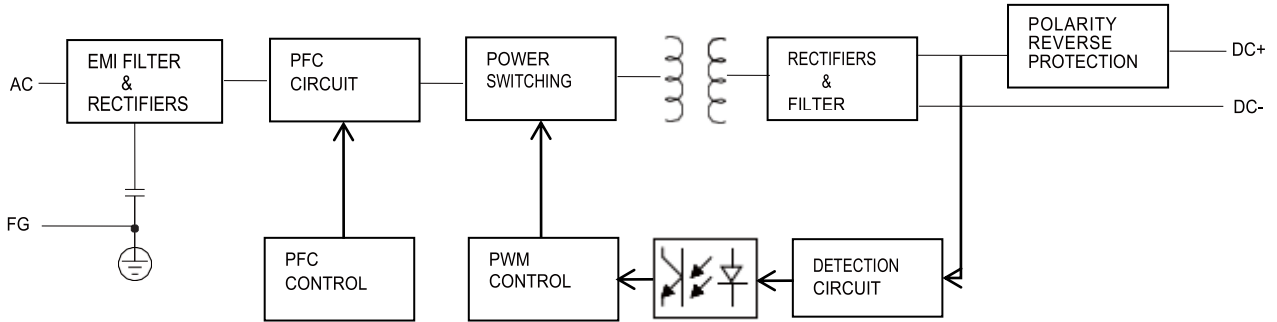 AC
EMI FILTER
&
RECTIFIERS
PFC
CIRCUIT
POWER
SWITCHING
RECTIFIERS
&
FILTER
POLARITY
REVERSE
PROTECTION
DC+
DC-
FG
PFC
CONTROL
PWM
CONTROL
DETECTION
CIRCUIT